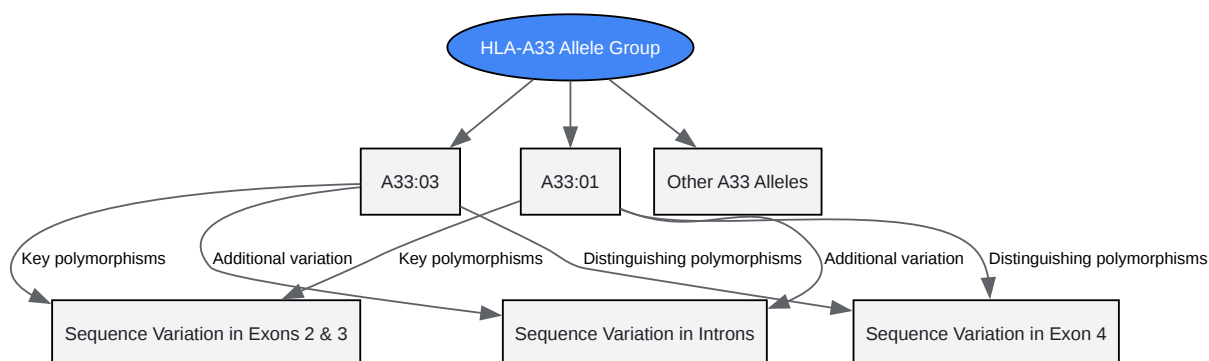 HLA-A33 Allele Group
A33:03
A33:01
Other A33 Alleles
Key polymorphisms
Additional variation
Key polymorphisms
Distinguishing polymorphisms
Additional variation
Distinguishing polymorphisms
Sequence Variation in Exons 2 & 3
Sequence Variation in Introns
Sequence Variation in Exon 4